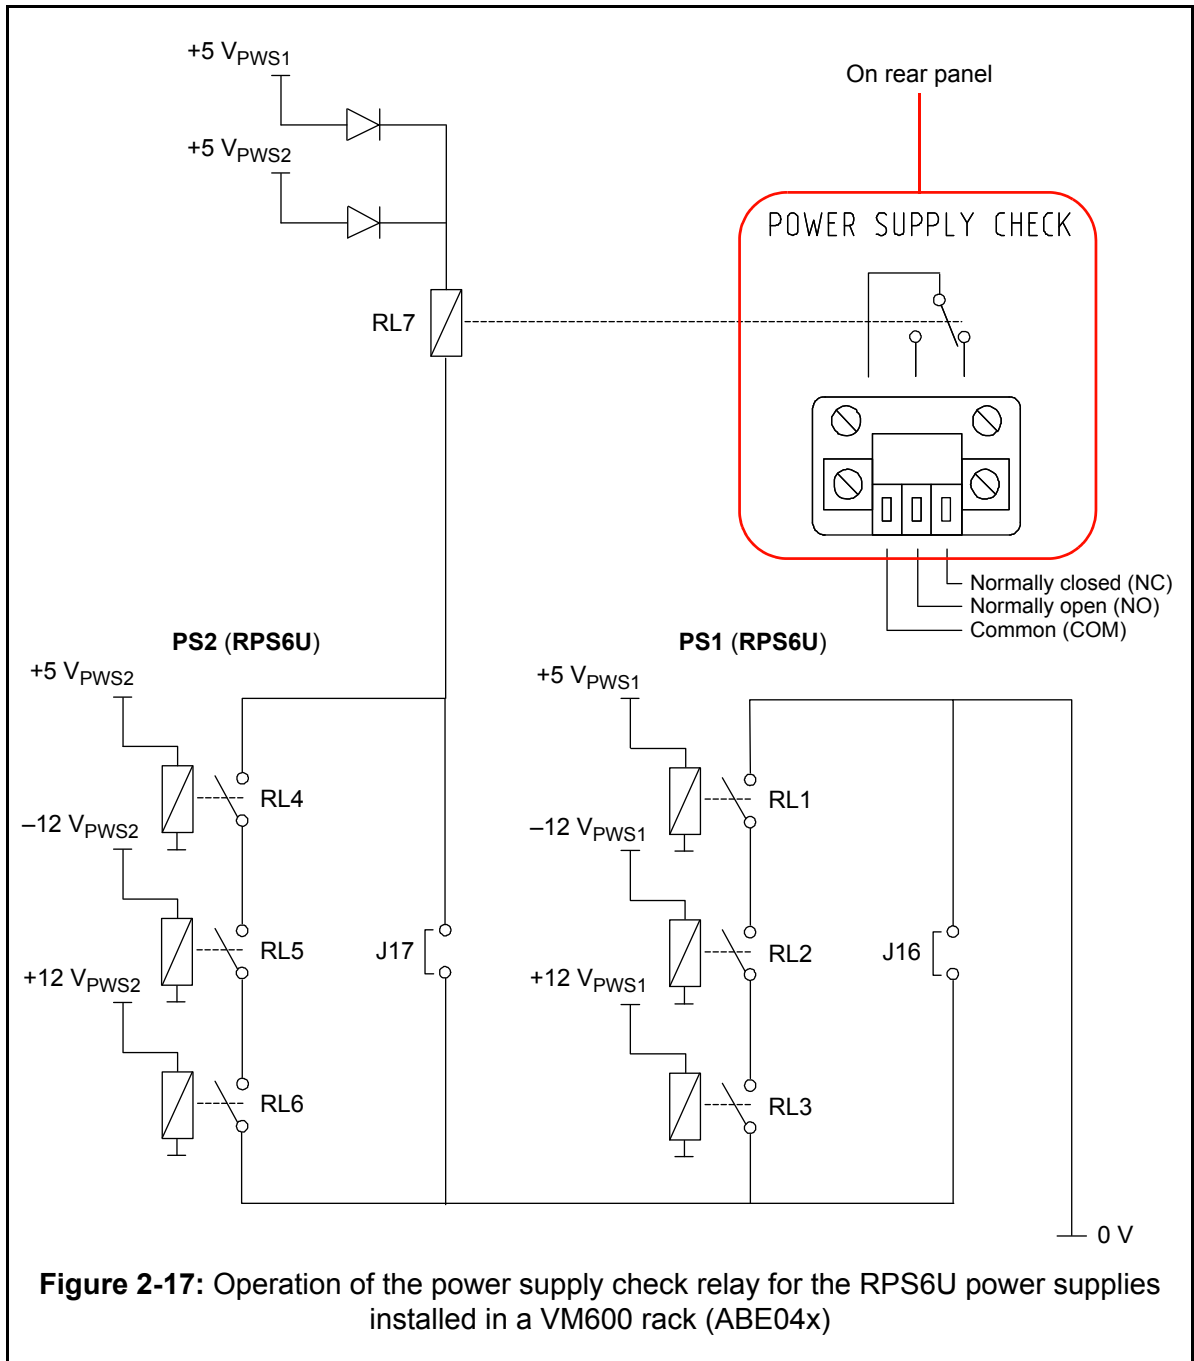 +5 VPWS1
On rear panel
+5 VPWS2
POWER SUPPLY CHECK
RL7
Normally closed (NC)
Normally open (NO)
Common (COM)
PS2 (RPS6U)
PS1 (RPS6U)
+5 VPWS2
+5 VPWS1
RL4
RL1
–12 VPWS2
–12 VPWS1
RL5
J17
RL2
J16
+12 VPWS2
+12 VPWS1
RL6
RL3
0 V
Figure 2-17: Operation of the power supply check relay for the RPS6U power supplies
installed in a VM600 rack (ABE04x)